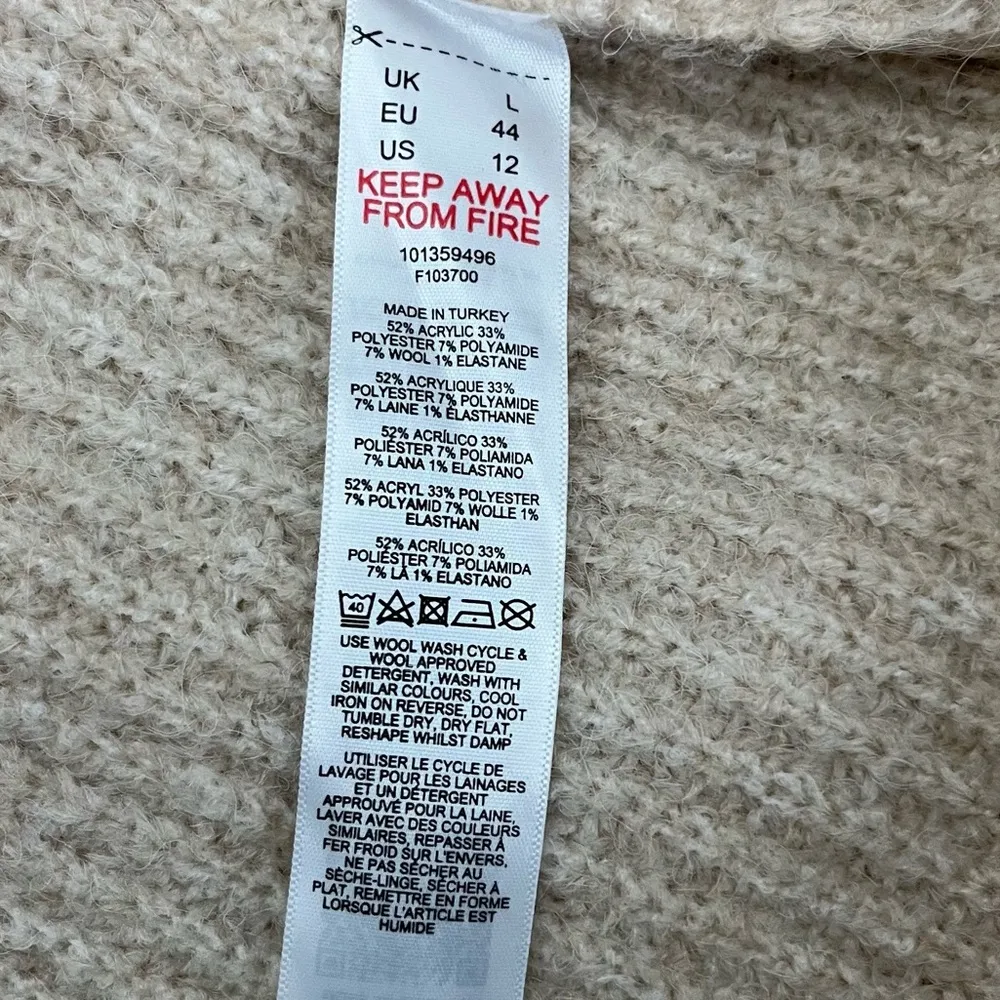 UK L
EU 44
US 12
KEEP AWAY
FROM FIRE
101359496
F103700
MADE IN TURKEY
52% ACRYLIC 33%
POLYESTER 7% POLYAMIDE
7% WOOL 1% ELASTANE
52% ACRYLIQUE 33%
POLYESTER 7% POLYAMIDE
7% LAINE 1% ÉLASTHANNE
52% ACRÍLICO 33%
POLIÉSTER 7% POLIAMIDA
7% LANA 1% ELASTANO
52% ACRYL 33% POLYESTER
7% POLYAMID 7% WOLLE 1%
ELASTHAN
52% ACRÍLICO 33%
POLIÉSTER 7% POLIAMIDA
7% LÃ 1% ELASTANO
40
USE WOOL WASH CYCLE &
WOOL APPROVED
DETERGENT, WASH WITH
SIMILAR COLOURS, COOL
IRON ON REVERSE, DO NOT
TUMBLE DRY, DRY FLAT,
RESHAPE WHILST DAMP
UTILISER LE CYCLE DE
LAVAGE POUR LES LAINAGES
ET UN DÉTERGENT
APPROUVÉ POUR LA LAINE,
LAVER AVEC DES COULEURS
SIMILAIRES, REPASSER À
FER FROID SUR L'ENVERS,
NE PAS SÉCHER AU
SÈCHE-LINGE, SÉCHER À
PLAT, REMETTRE EN FORME
LORSQUE L'ARTICLE EST
HUMIDE